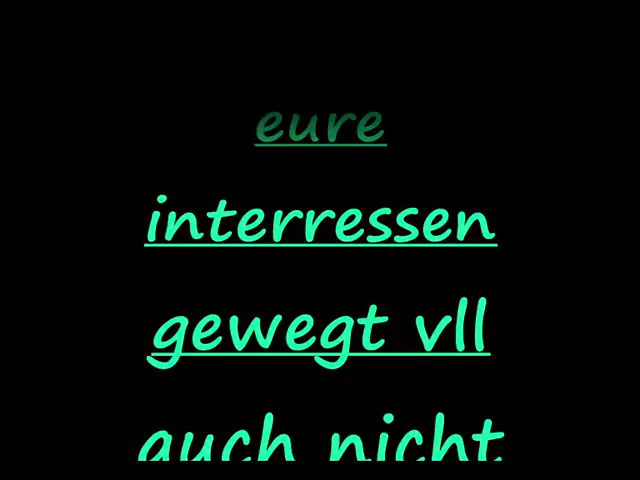 eure
interressen
gewegt vll
auch nicht